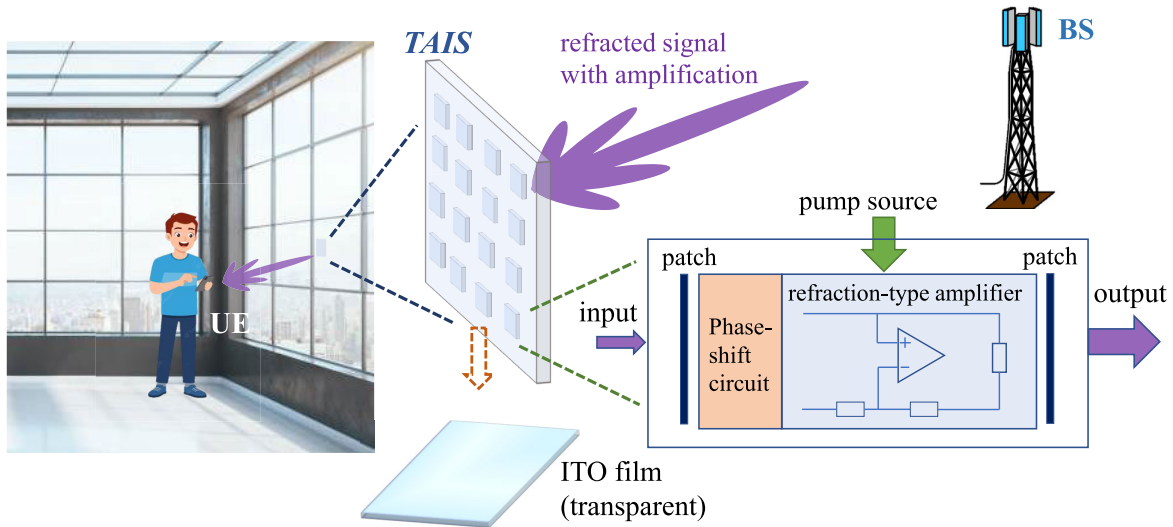 TAIS
refracted signal
with amplification
BS
UE
pump source
patch
patch
input
Phase-
shift
circuit
refraction-type amplifier
+
−
output
ITO film
(transparent)